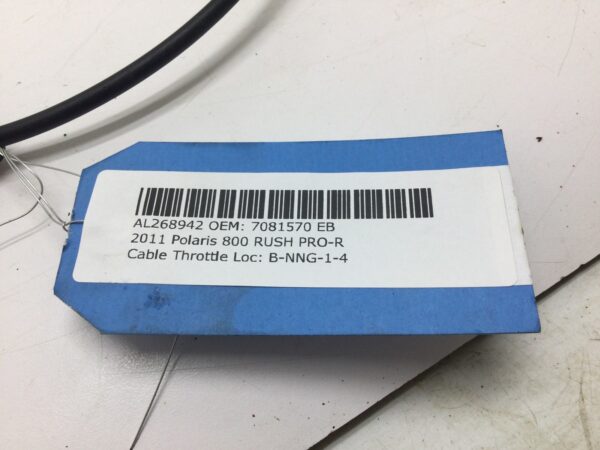 AL268942 OEM: 7081570 EB
2011 Polaris 800 RUSH PRO-R
Cable Throttle Loc: B-NNG-1-4